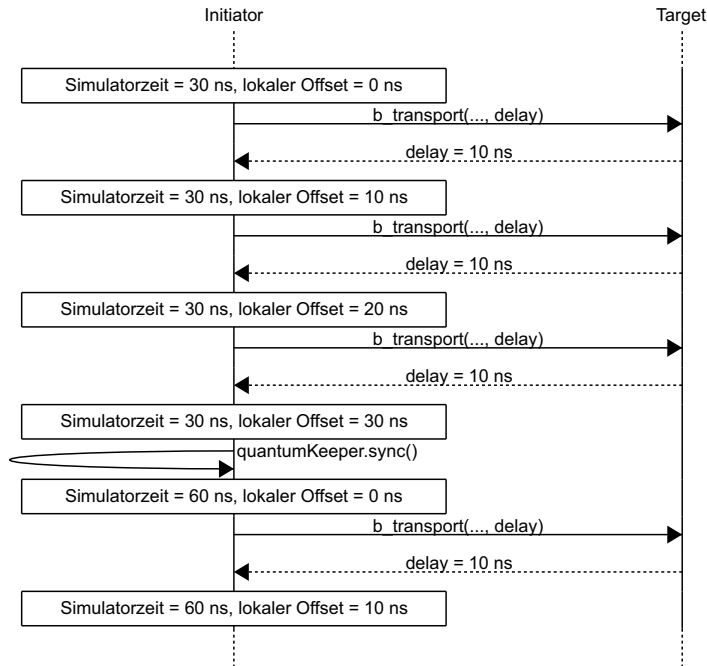 Initiator Target
Simulatorzeit = 30 ns, lokaler Offset = 0 ns
b_transport(..., delay)
delay = 10 ns
Simulatorzeit = 30 ns, lokaler Offset = 10 ns
b_transport(..., delay)
delay = 10 ns
Simulatorzeit = 30 ns, lokaler Offset = 20 ns
b_transport(..., delay)
delay = 10 ns
Simulatorzeit = 30 ns, lokaler Offset = 30 ns
quantumKeeper.sync()
Simulatorzeit = 60 ns, lokaler Offset = 0 ns
b_transport(..., delay)
delay = 10 ns
Simulatorzeit = 60 ns, lokaler Offset = 10 ns